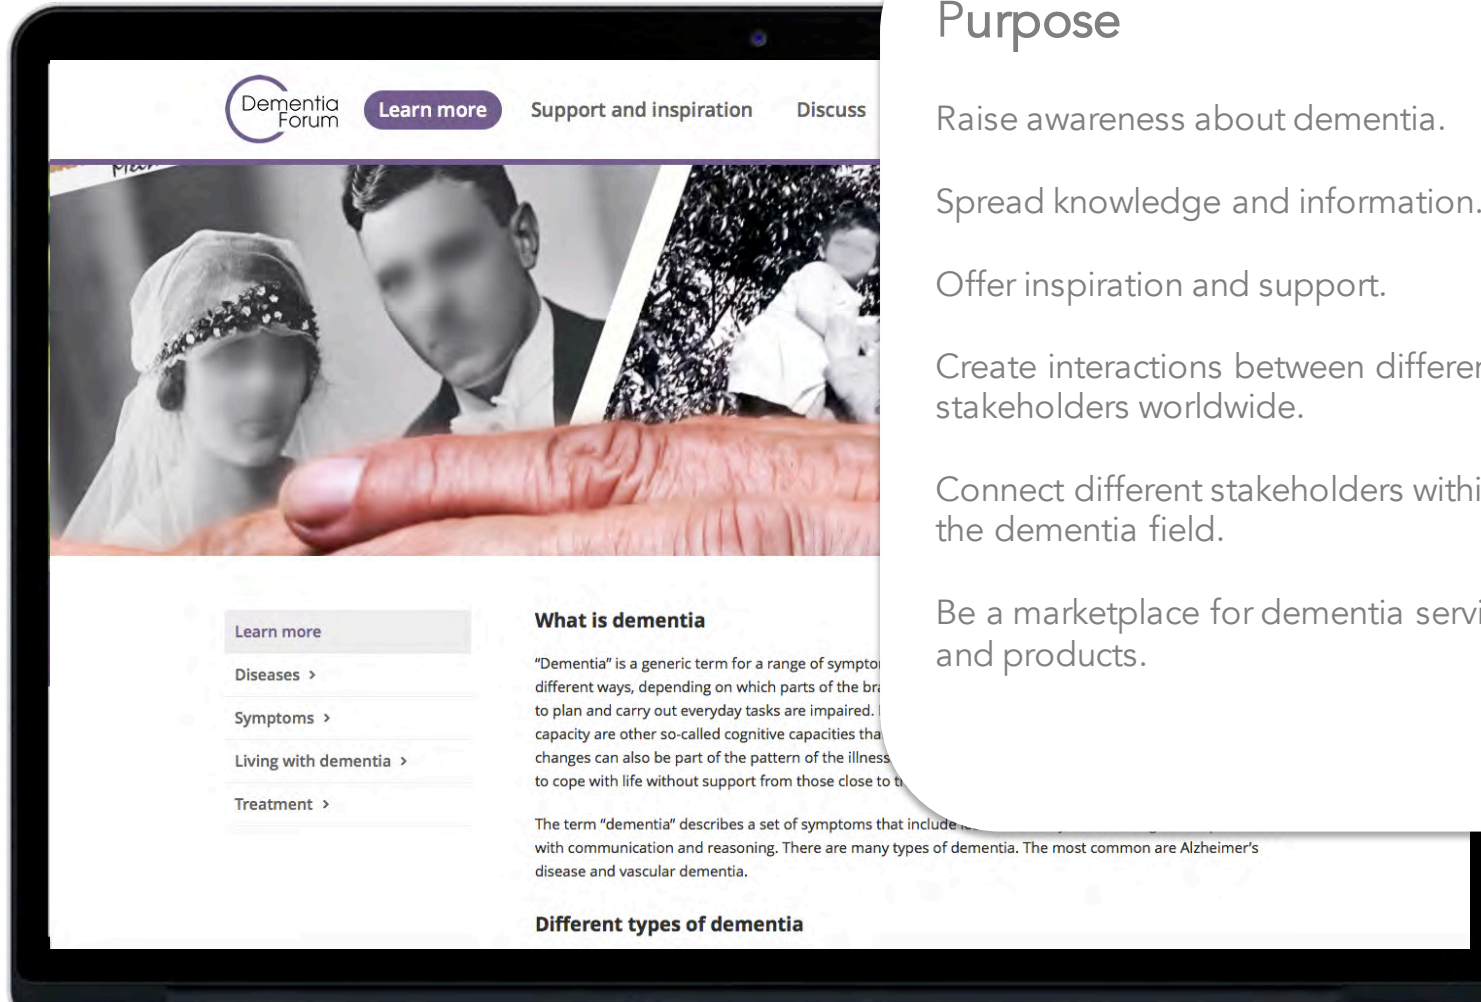 Purpose
Raise awareness about dementia.
Spread knowledge and information.
Offer inspiration and support.
Create interactions between
stakeholders worldwide.
Connect different stakeholders
the dementia field.
Be a marketplace for dementia
and products.
Dementia
Forum
Learn more
Support and inspiration
Discuss
Learn more
Diseases >
Symptoms >
Living with dementia >
Treatment >
What is dementia
“Dementia” is a generic term for a range of
different ways, depending on which parts of the
to plan and carry out everyday tasks are impaired.
capacity are other so-called cognitive capacities
changes can also be part of the pattern of the illness
to cope with life without support from those close to
The term “dementia” describes a set of symptoms that include
with communication and reasoning. There are many types of dementia. The most common are Alzheimer’s
disease and vascular dementia.
Different types of dementia